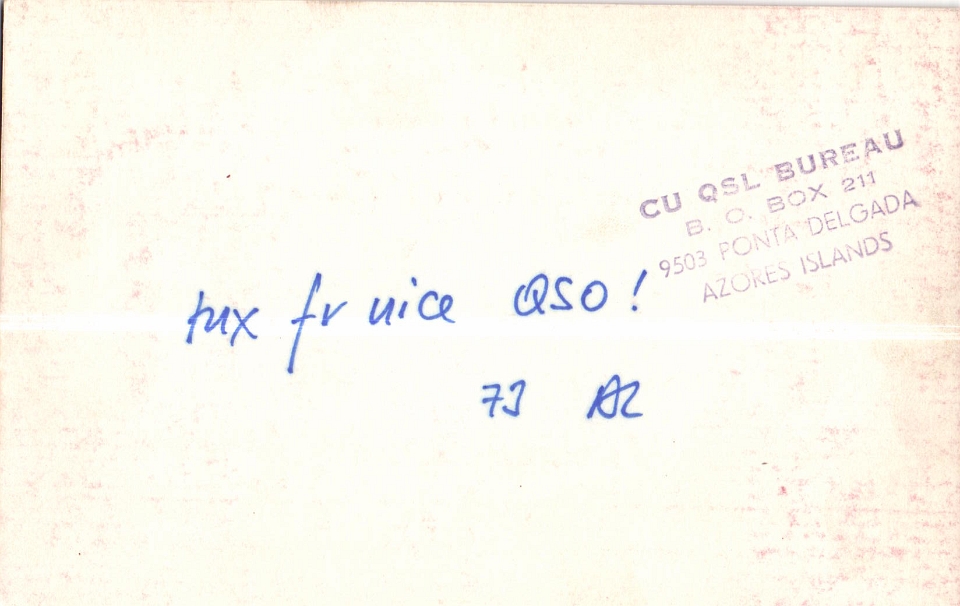 CU QSL BUREAU
B. O. BOX 211
9503 PONTA DELGADA
AZORES ISLANDS
tnx fr nice QSO!
73